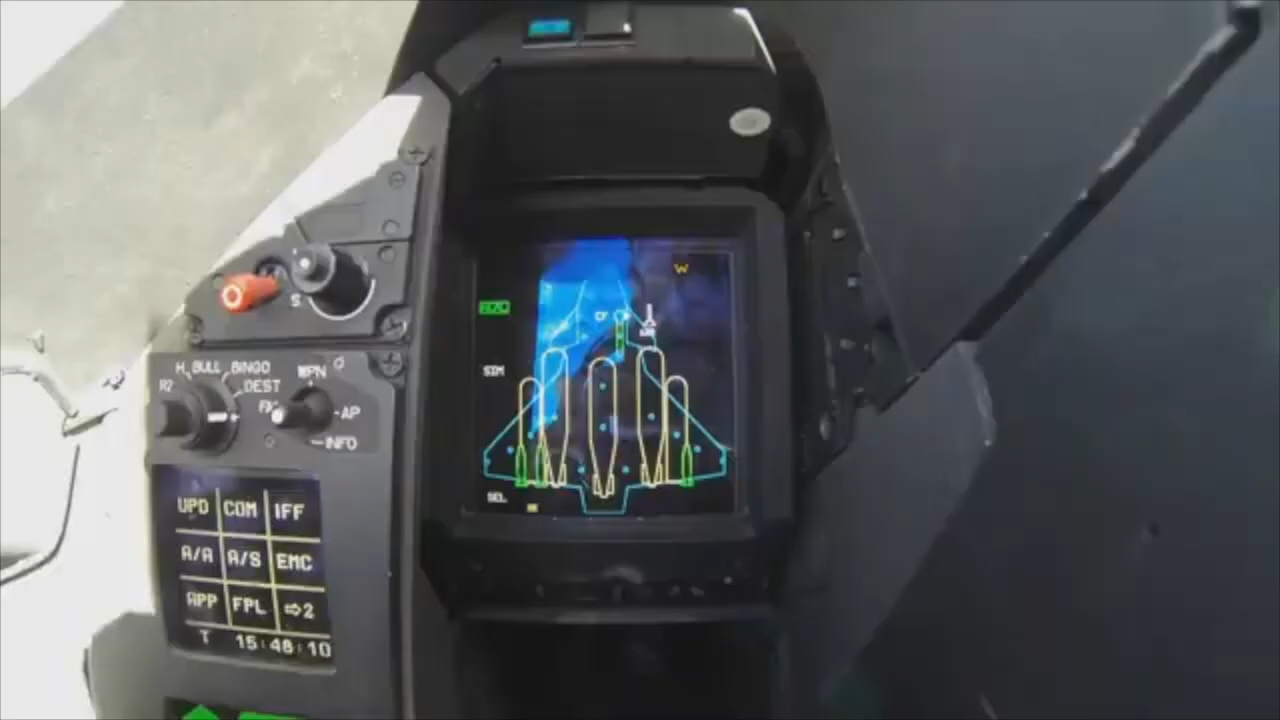 W
SIM
S
H BULL BINGO WPN
R2 DEST FX AP
INFO
SEL
UPD COM IFF
A/A A/S EMC
APP FPL ⇨2
T 15:48:10